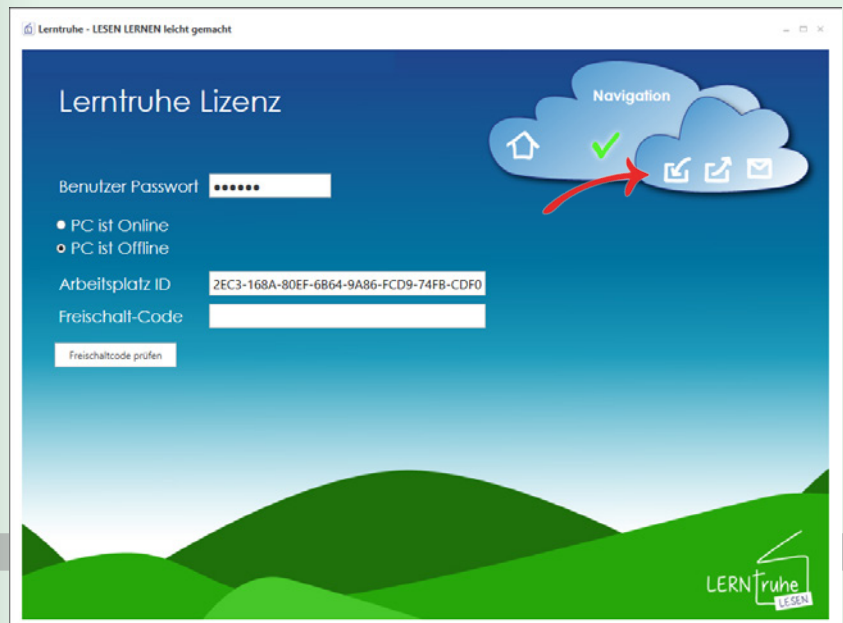 Lerntruhe - LESEN LERNEN leicht gemacht
Lerntruhe Lizenz
Navigation
Benutzer Passwort ●●●●●●
PC ist Online
PC ist Offline
Arbeitsplatz ID 2EC3-168A-80EF-6B64-9A86-FCD9-74FB-CDF0
Freischalt-Code
Freischaltcode prüfen
LERNTruhe
LESEN